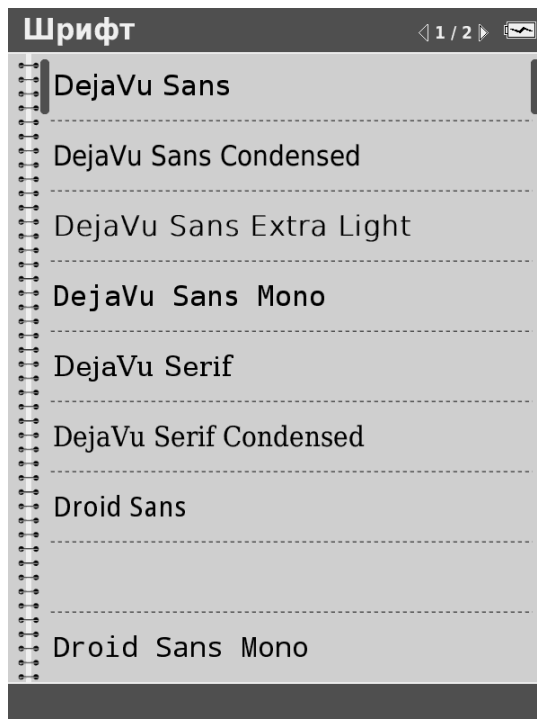 Шрифт 1 / 2
DejaVu Sans
DejaVu Sans Condensed
DejaVu Sans Extra Light
DejaVu Sans Mono
DejaVu Serif
DejaVu Serif Condensed
Droid Sans
Droid Sans Mono